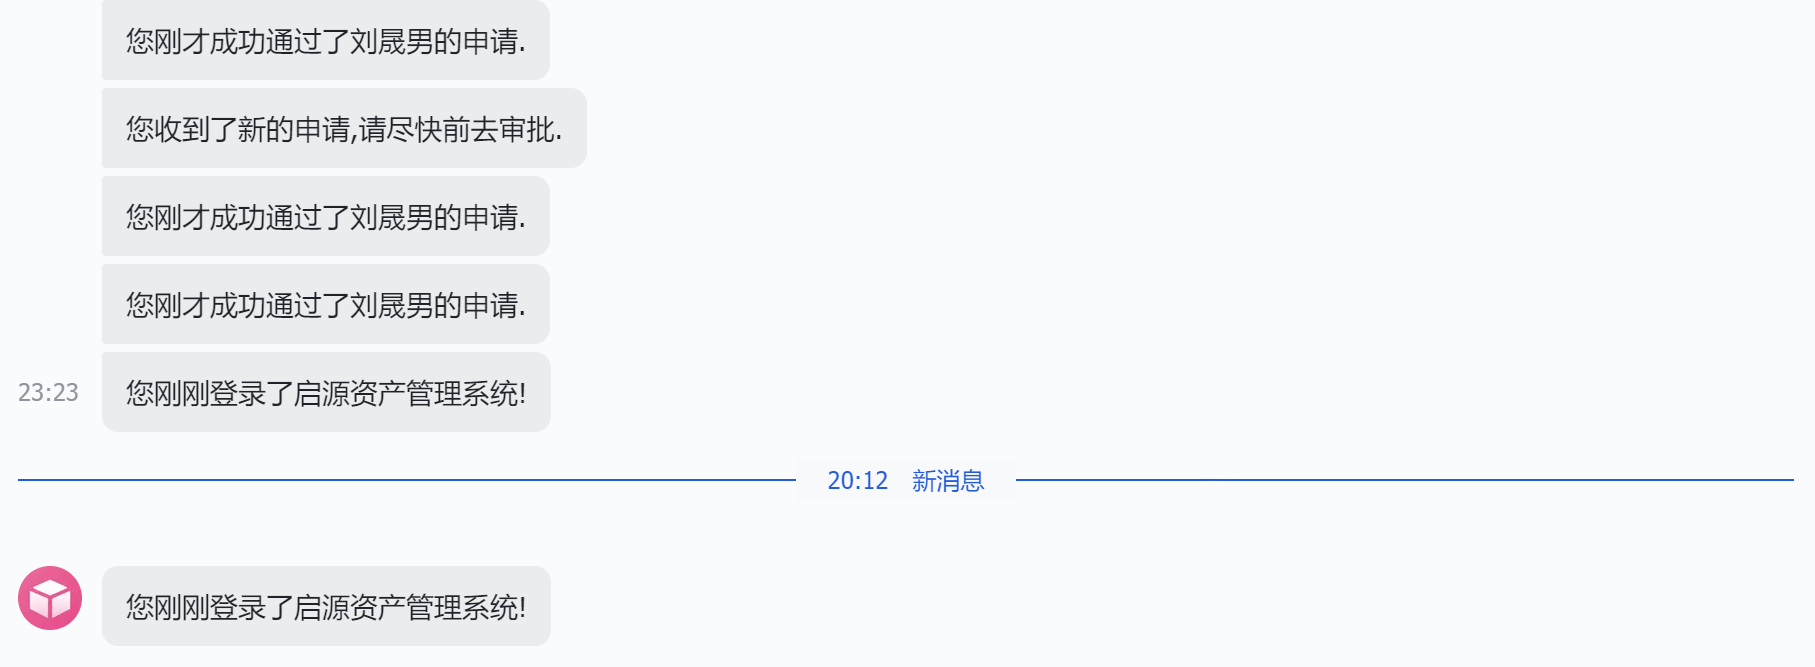 您刚才成功通过了刘晟男的申请.
您收到了新的申请,请尽快前去审批.
您刚才成功通过了刘晟男的申请.
您刚才成功通过了刘晟男的申请.
23:23 您刚刚登录了启源资产管理系统!
20:12 新消息
您刚刚登录了启源资产管理系统!